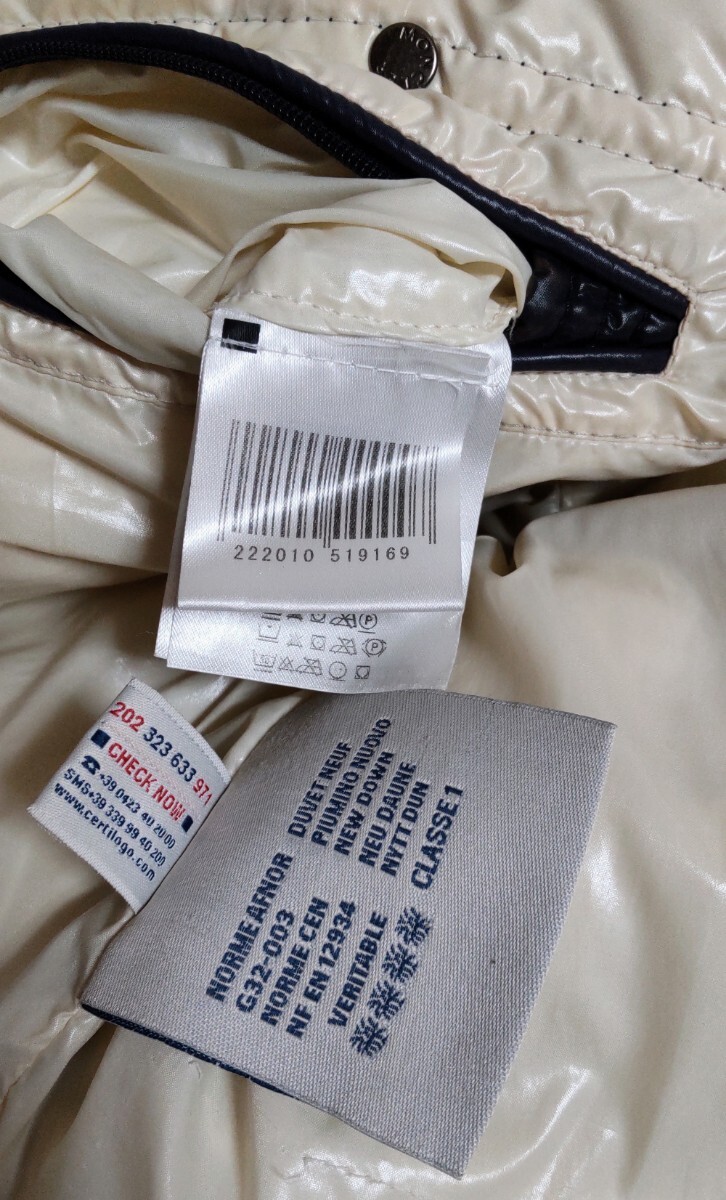 222010 519169
202 323 633 971
CHECK NOW
+39 0423 40 20 00
SMS+39 339 99 40 200
www.certilogo.com
NORME AFNOR
G32-003
NORME CEN
NF EN 12934
VERITABLE
DUVET NEUF
PIUMINO NUOVO
NEW DOWN
NEU DAUNE
NYTT DUN
CLASSE 1